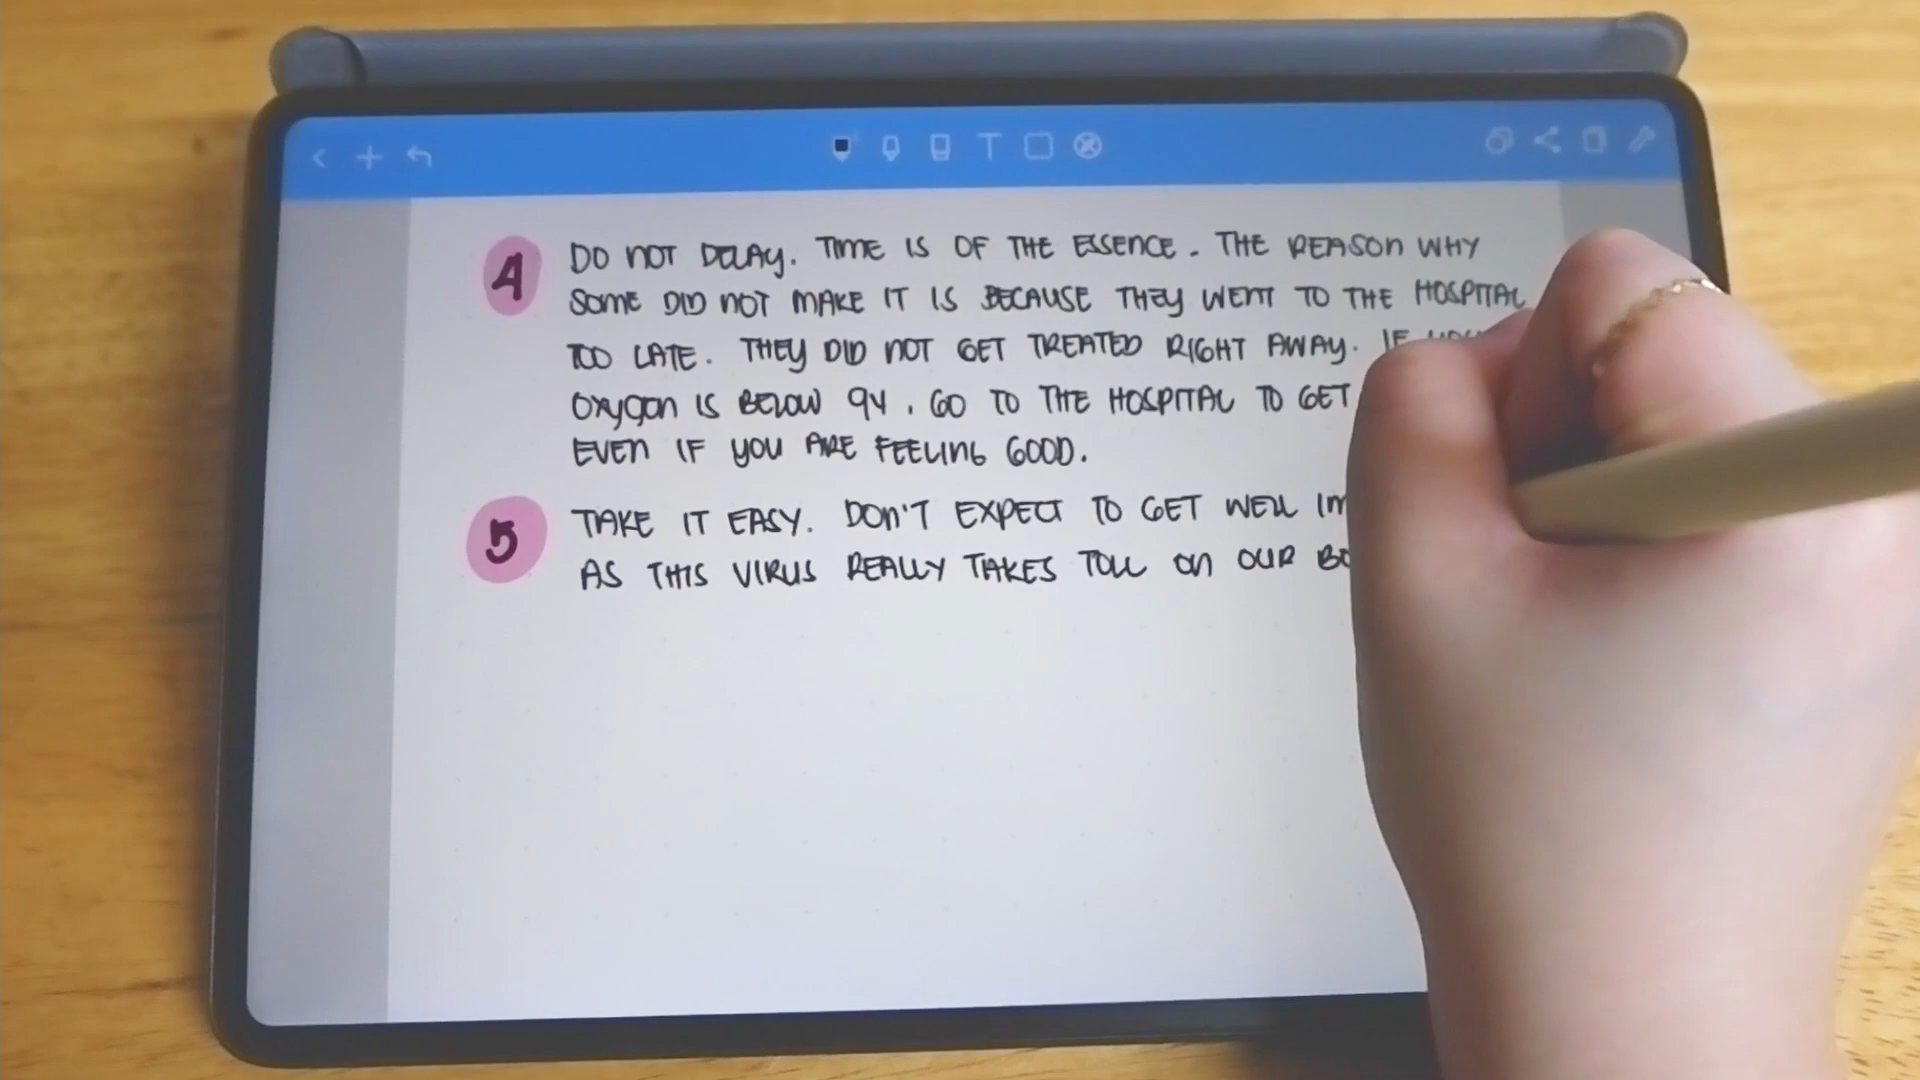 4 DO NOT DELAY. TIME IS OF THE ESSENCE. THE REASON WHY
SOME DID NOT MAKE IT IS BECAUSE THEY WENT TO THE HOSPITAL
TOO LATE. THEY DID NOT GET TREATED RIGHT AWAY. IF
OXYGEN IS BELOW 94, GO TO THE HOSPITAL TO GET
EVEN IF YOU ARE FEELING GOOD.
5 TAKE IT EASY. DON'T EXPECT TO GET WELL
AS THIS VIRUS REALLY TAKES TOLL ON OUR